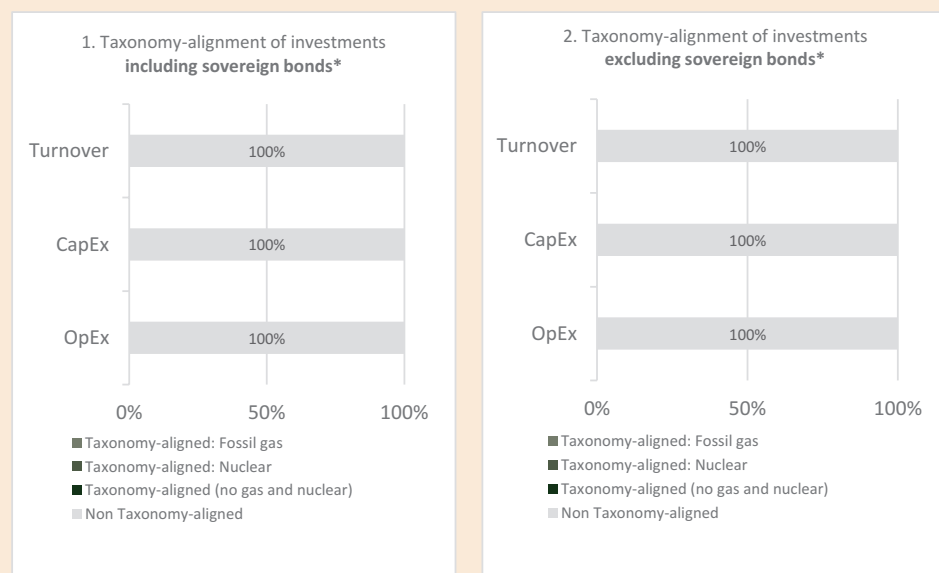 1. Taxonomy-alignment of investments
including sovereign bonds*
Turnover
100%
CapEx
100%
OpEx
100%
0% 50% 100%
Taxonomy-aligned: Fossil gas
Taxonomy-aligned: Nuclear
Taxonomy-aligned (no gas and nuclear)
Non Taxonomy-aligned
2. Taxonomy-alignment of investments
excluding sovereign bonds*
Turnover
100%
CapEx
100%
OpEx
100%
0% 50% 100%
Taxonomy-aligned: Fossil gas
Taxonomy-aligned: Nuclear
Taxonomy-aligned (no gas and nuclear)
Non Taxonomy-aligned